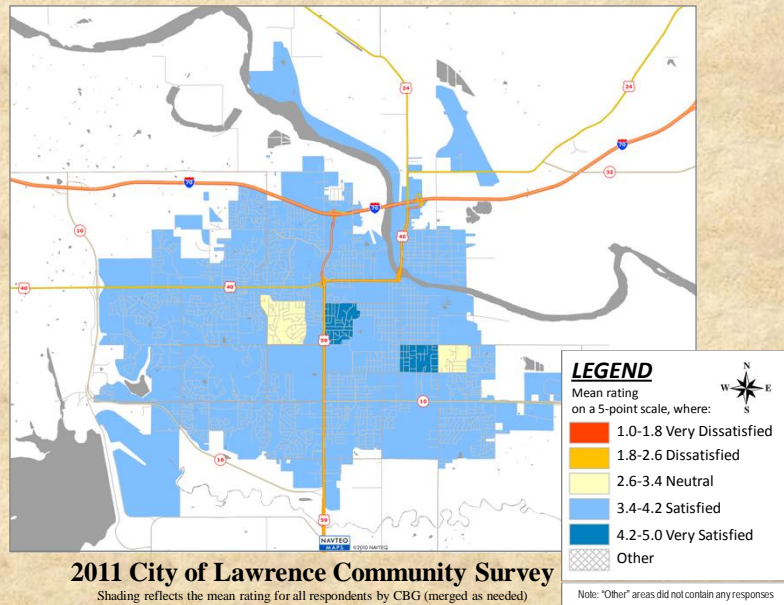 24
24
70
32
70
70
10
40
40
40
59
10
10
59
NAVTEQ
MAPS
©2010 NAVTEQ
LEGEND
Mean rating
on a 5-point scale, where:
N
W E
S
1.0-1.8 Very Dissatisfied
1.8-2.6 Dissatisfied
2.6-3.4 Neutral
3.4-4.2 Satisfied
4.2-5.0 Very Satisfied
Other
2011 City of Lawrence Community Survey
Shading reflects the mean rating for all respondents by CBG (merged as needed)
Note: “Other” areas did not contain any responses